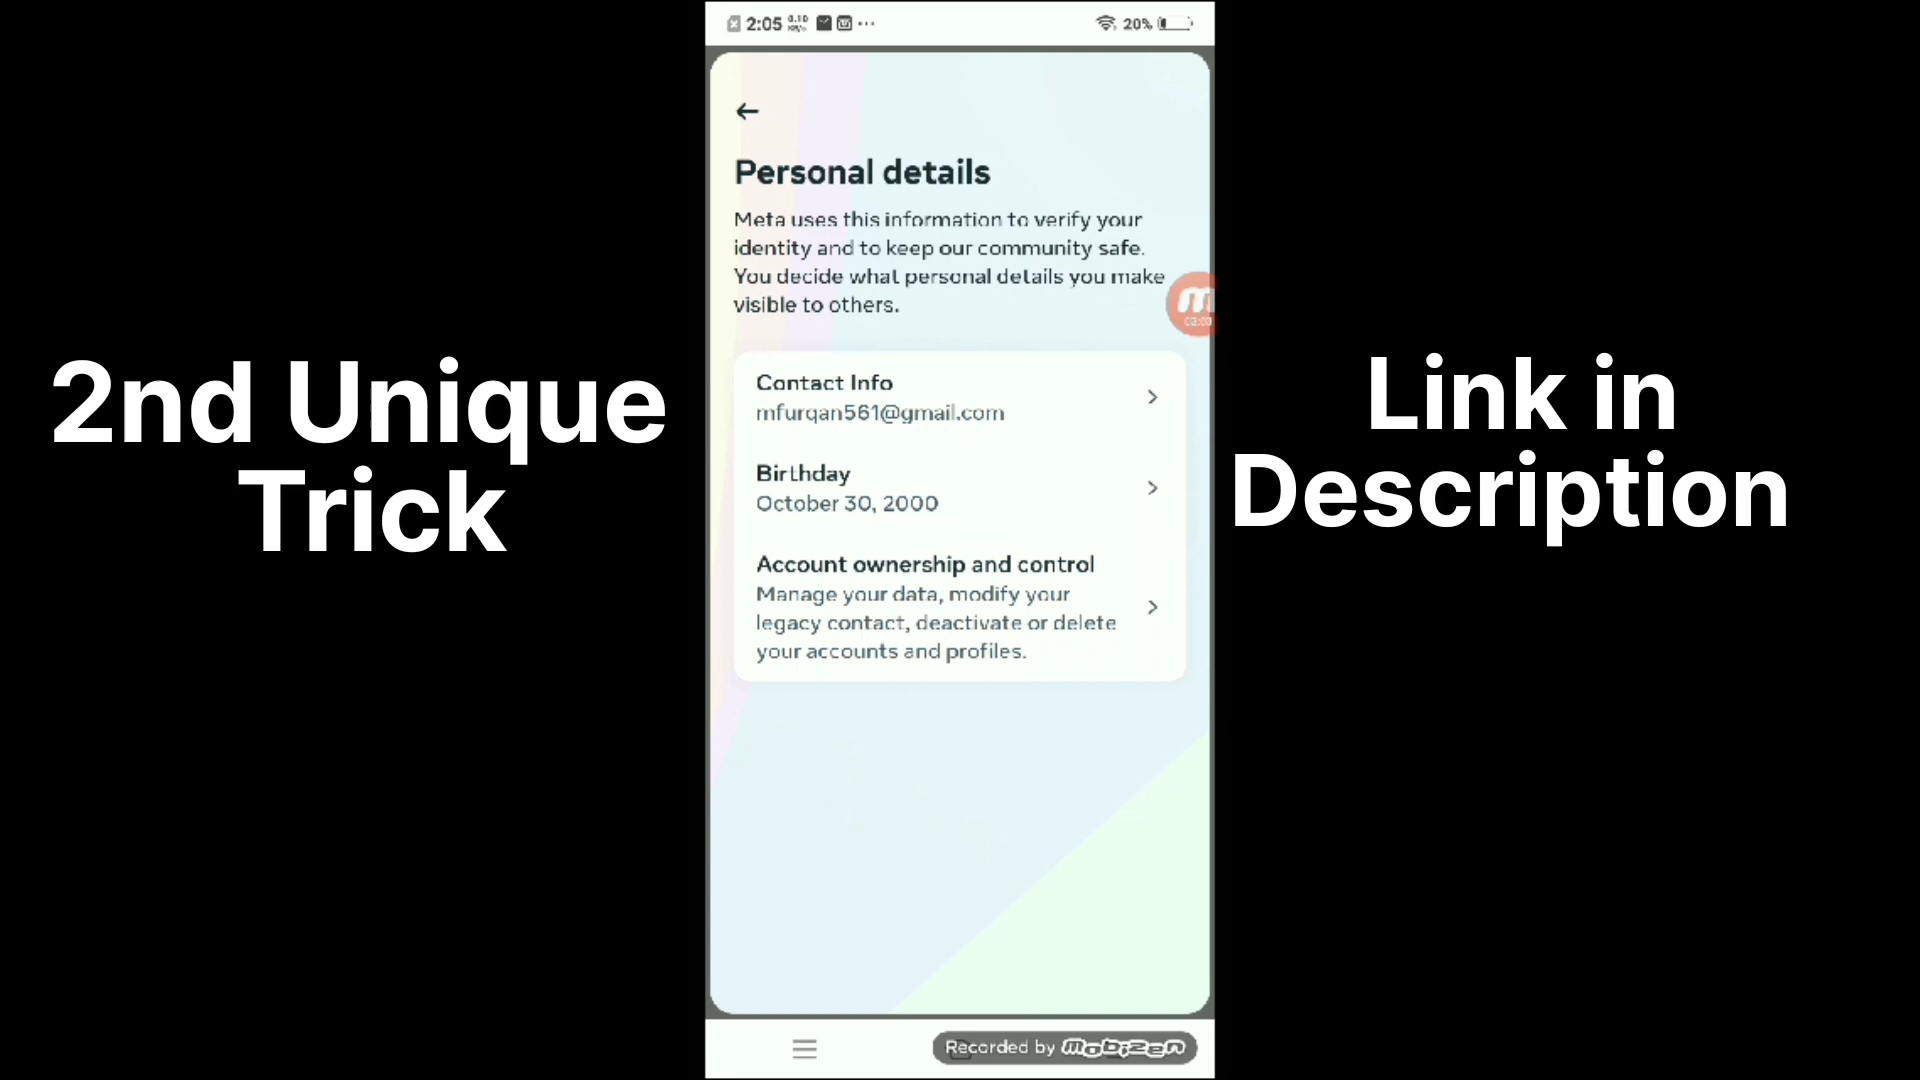 2:05
20%
Personal details
Meta uses this information to verify your
identity and to keep our community safe.
You decide what personal details you make
visible to others.
Contact Info
mfurqan561@gmail.com
Birthday
October 30, 2000
Account ownership and control
Manage your data, modify your
legacy contact, deactivate or delete
your accounts and profiles.
Recorded by mobizen
2nd Unique
Trick
Link in
Description